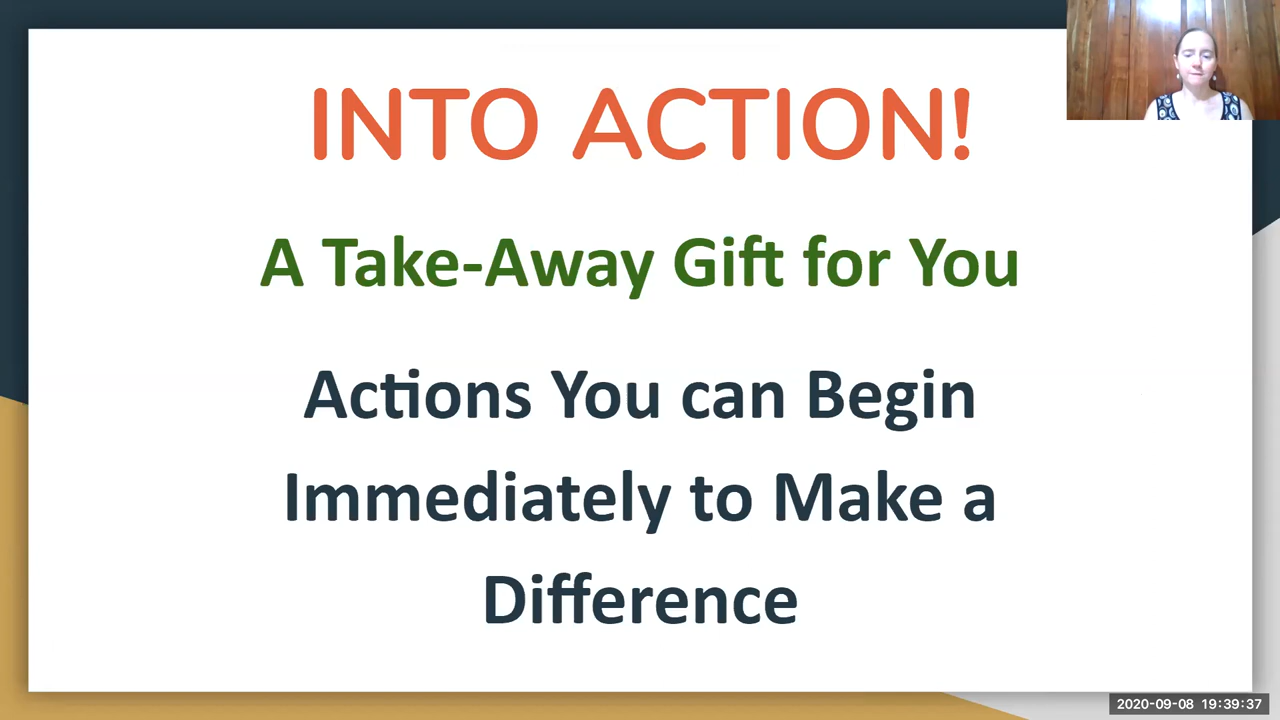 INTO ACTION!
A Take-Away Gift for You
Actions You can Begin
Immediately to Make a
Difference
2020-09-08 19:39:37